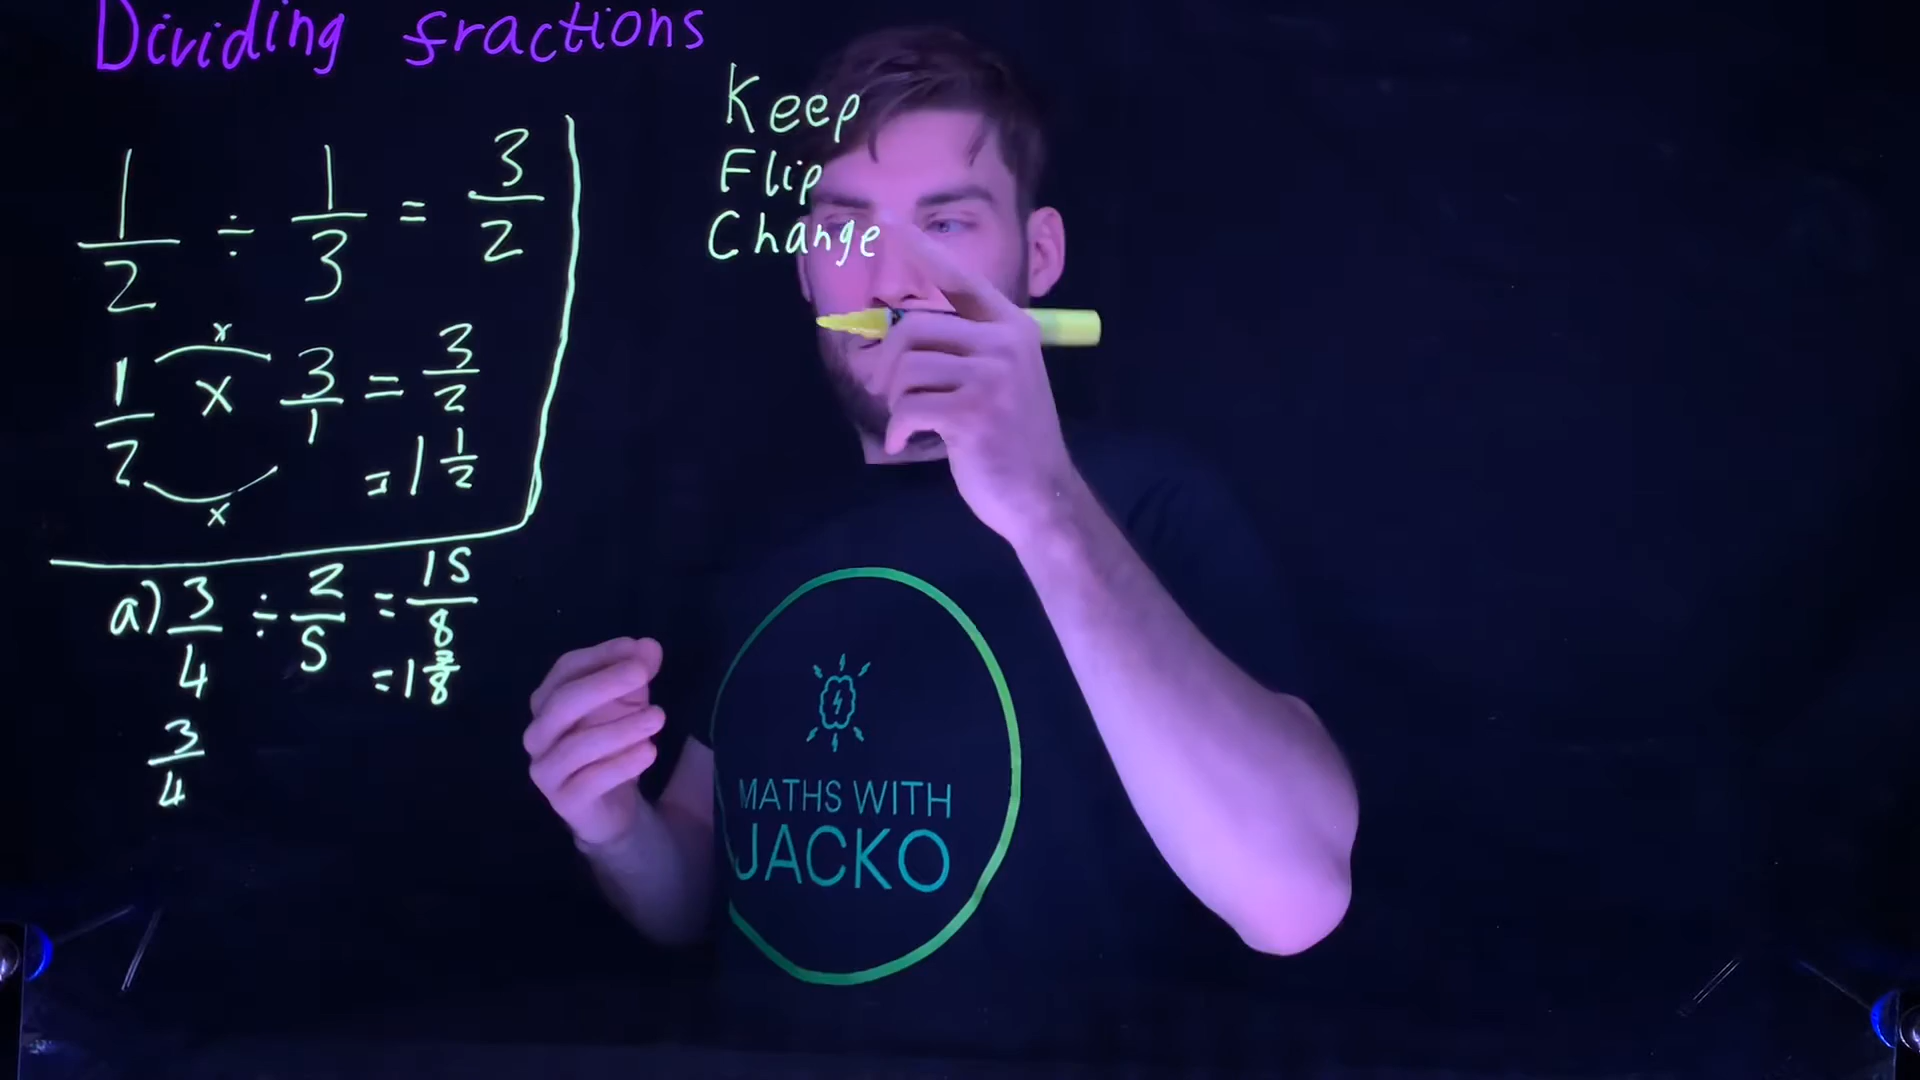 Dividing fractions
Keep
Flip
Change
1/2 ÷ 1/3 = 3/2
x
1/2 x 3/1 = 3/2
= 1 1/2
x
a) 3/4 ÷ 2/5 = 15/8
= 1 7/8
3/4
MATHS WITH
JACKO